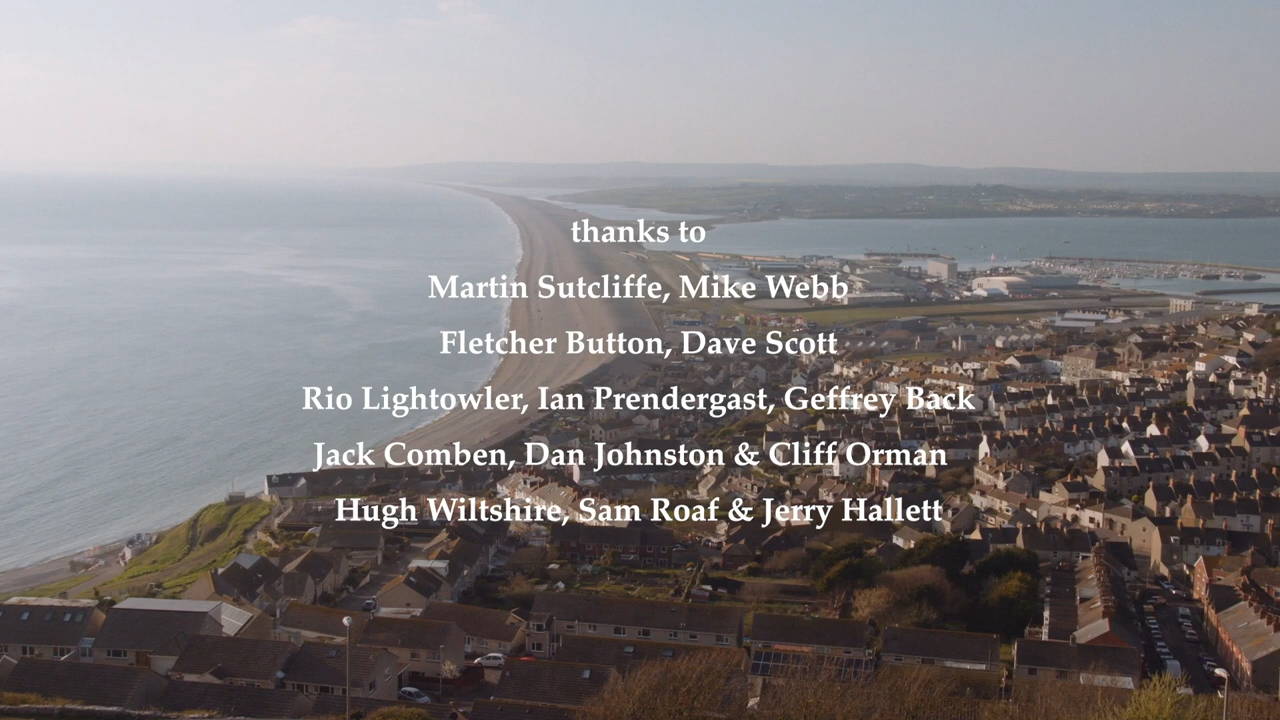 thanks to
Martin Sutcliffe, Mike Webb
Fletcher Button, Dave Scott
Rio Lightowler, Ian Prendergast, Geffrey Back
Jack Comben, Dan Johnston & Cliff Orman
Hugh Wiltshire, Sam Roaf & Jerry Hallett